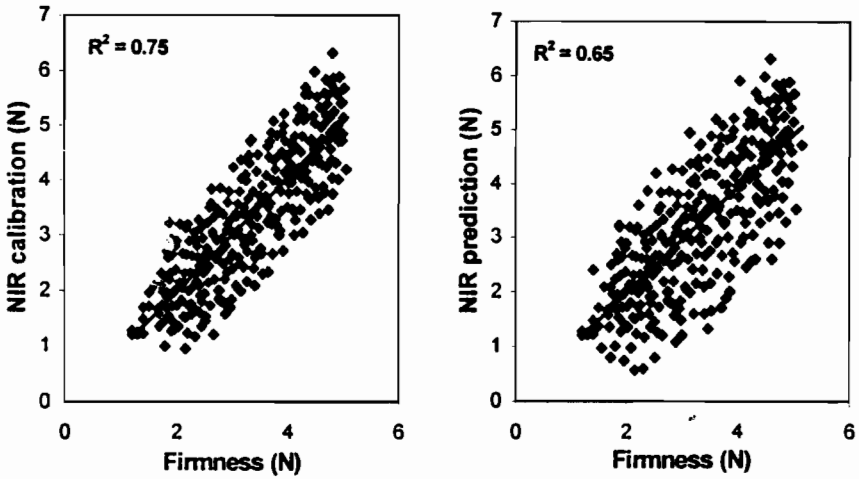 R² = 0.75
7
6
5
4
3
2
1
0
NIR calibration (N)
0 2 4 6
Firmness (N)
R² = 0.65
7
6
5
4
3
2
1
0
NIR prediction (N)
0 2 4 6
Firmness (N)